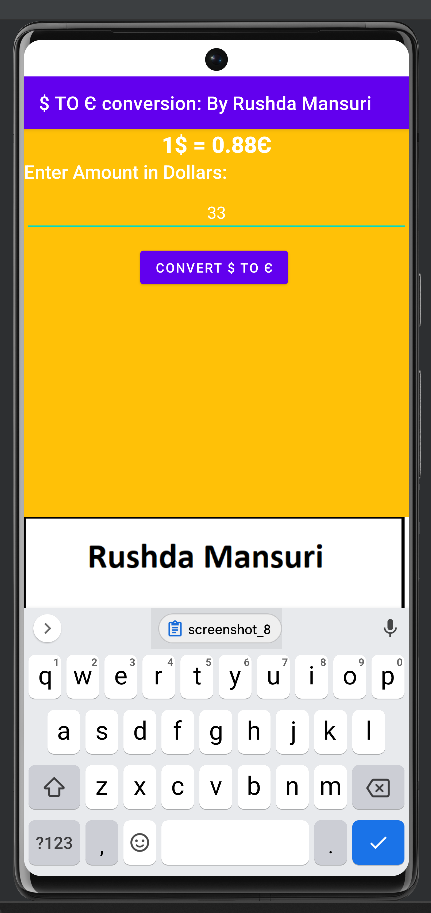 $ TO Є conversion: By Rushda Mansuri
1$ = 0.88Є
Enter Amount in Dollars:
33
CONVERT $ TO Є
Rushda Mansuri
screenshot_8
1 2 3 4 5 6 7 8 9 0
q w e r t y u i o p
a s d f g h j k l
z x c v b n m
?123 , .